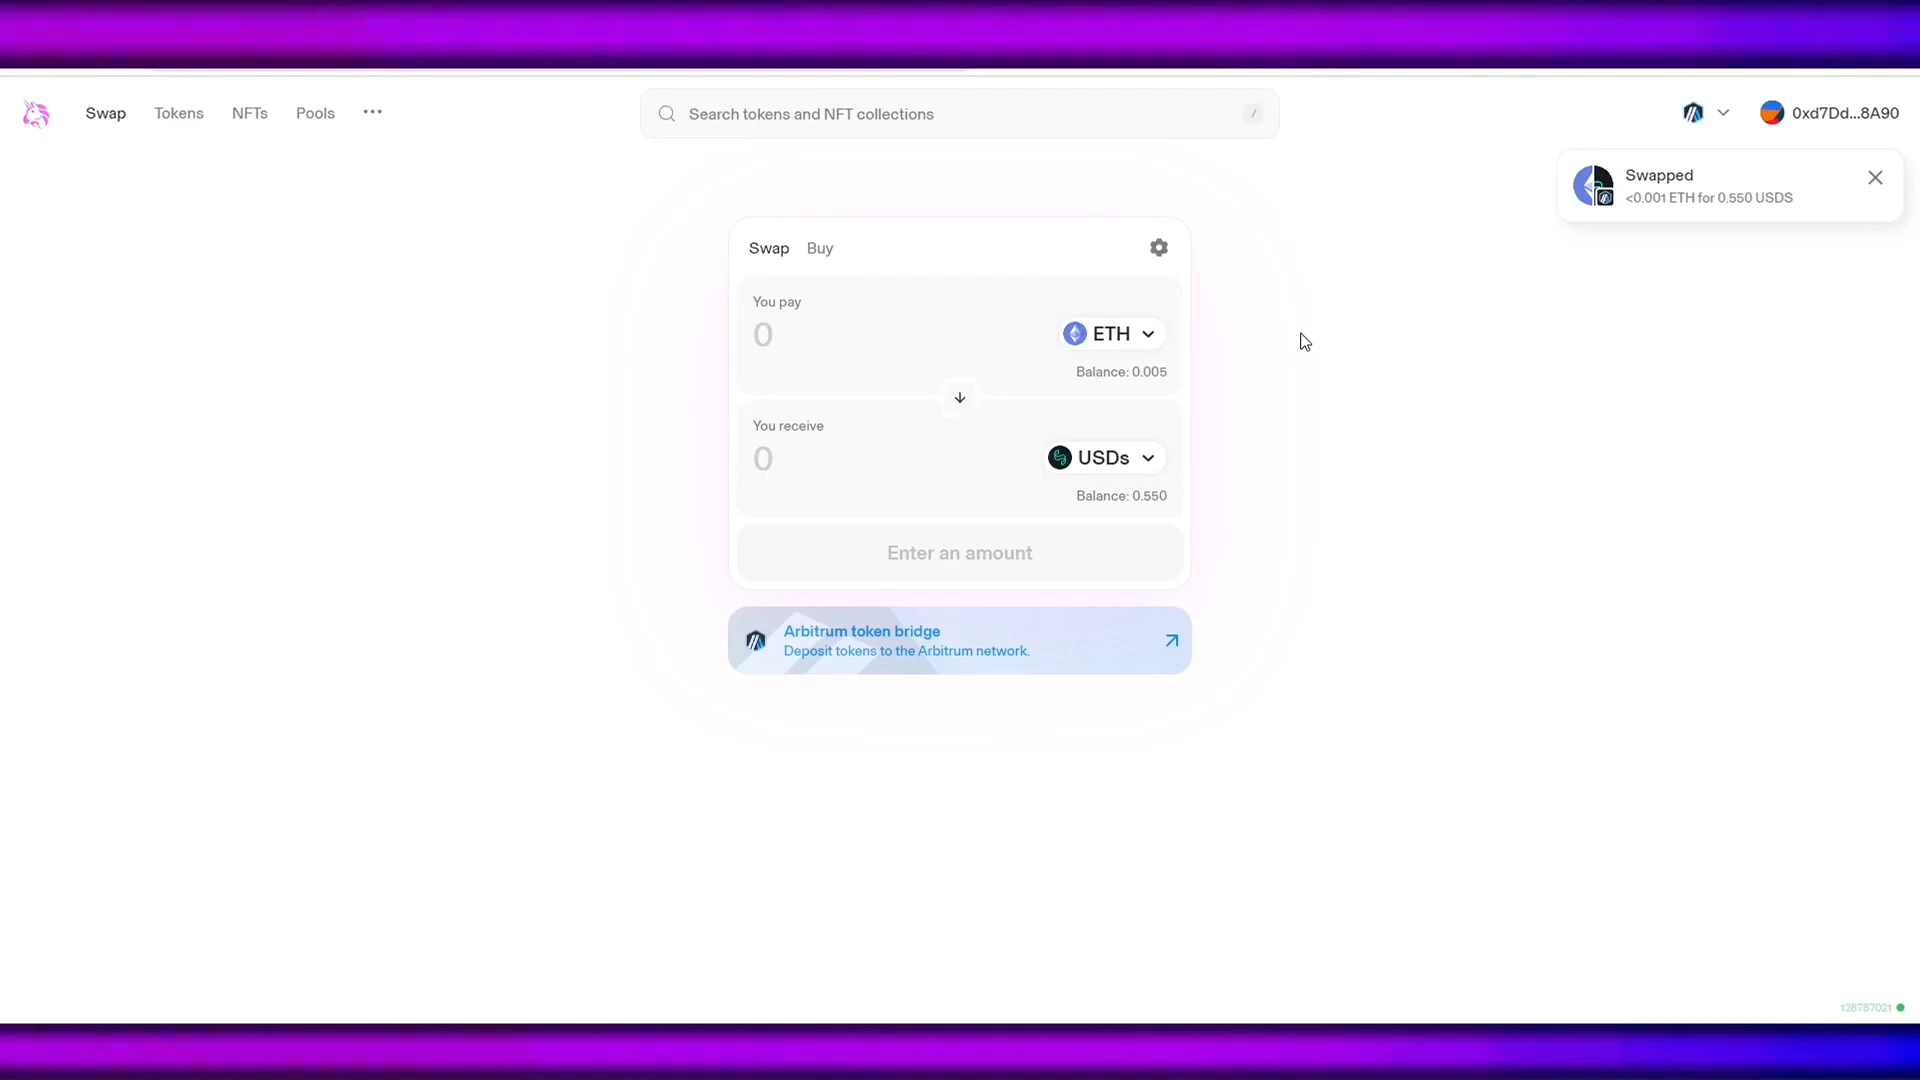 Swap Tokens NFTs Pools
Search tokens and NFT collections /
0xd7Dd...8A90
Swapped
<0.001 ETH for 0.550 USDS
Swap Buy
You pay
0 ETH
Balance: 0.005
You receive
0 USDs
Balance: 0.550
Enter an amount
Arbitrum token bridge
Deposit tokens to the Arbitrum network.
128787021